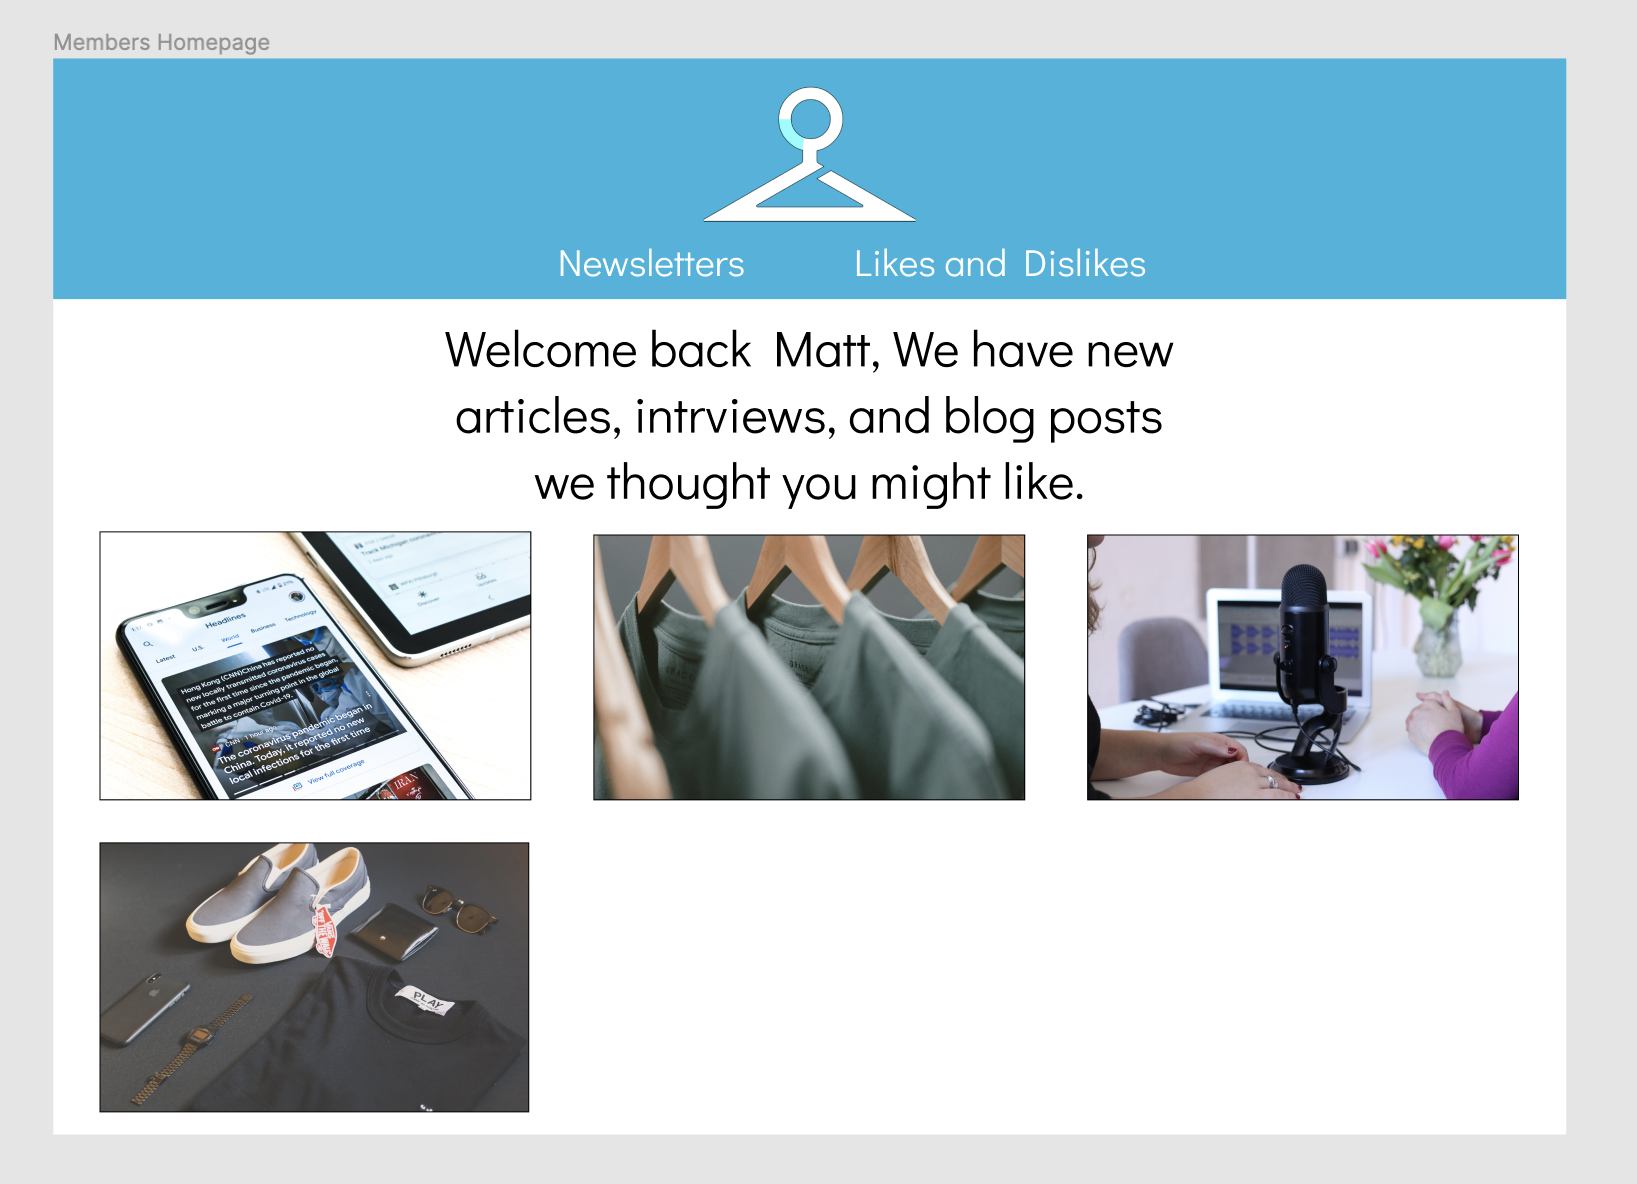 Members Homepage
Newsletters
Likes and Dislikes
Welcome back Matt, We have new
articles, intrviews, and blog posts
we thought you might like.
Headlines
Latest
U.S.
World
Business
Technology
Hong Kong (CNN)China has reported no
new locally transmitted coronavirus cases
for the first time since the pandemic began,
marking a major turning point in the global
battle to contain Covid-19.
CNN · 1 hour ago
The coronavirus pandemic began in
China. Today, it reported no new
local infections for the first time
View full coverage
IRAN
Discover
Updates
PLAY